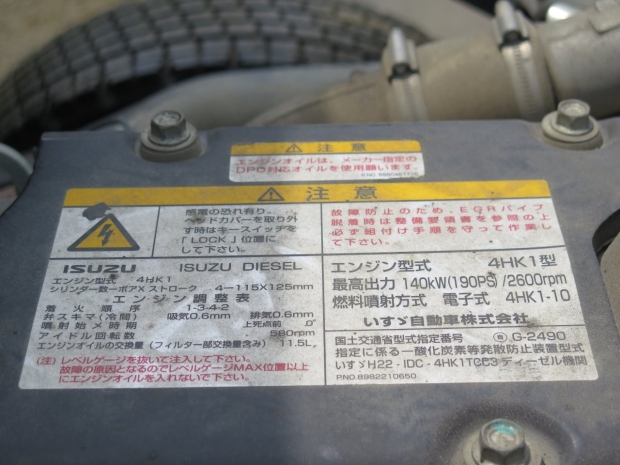 注意
エンジンオイルは、メーカー指定の
DPD対応オイルを使用願います。
注意
感電の恐れ有り。
ヘッドカバーを取り外
す時はキースイッチを
「LOCK」位置に
して下さい。
故障防止のため、EGRパイプ
脱着時は整備要領書を参照の上
必ず組付け手順を守って作業し
て下さい。
ISUZU ISUZU DIESEL
エンジン型式 4HK1
シリンダー数ーボアXストローク 4ー115X125mm
エンジン調整表
着火順序 1-3-4-2
弁スキマ(冷間) 吸気0.6mm 排気0.6mm
噴射始メ時期 上死点前 0°
アイドル回転数 580rpm
エンジンオイルの交換量(フィルター部交換量含み) 11.5L,
(注)レベルゲージを抜いて注入して下さい。
故障の原因となるのでレベルゲージMAX位置以上
にエンジンオイルを入れないで下さい。
エンジン型式 4HK1型
最高出力 140kW(190PS)/2600rpm
燃料噴射方式 電子式 4HK1-10
いすゞ自動車株式会社
国土交通省型式指定番号 G-2490
指定に係る一酸化炭素等発散防止装置型式
いすゞH22・IDC・4HK1TCC3ディーゼル機関
PNO.8982210650